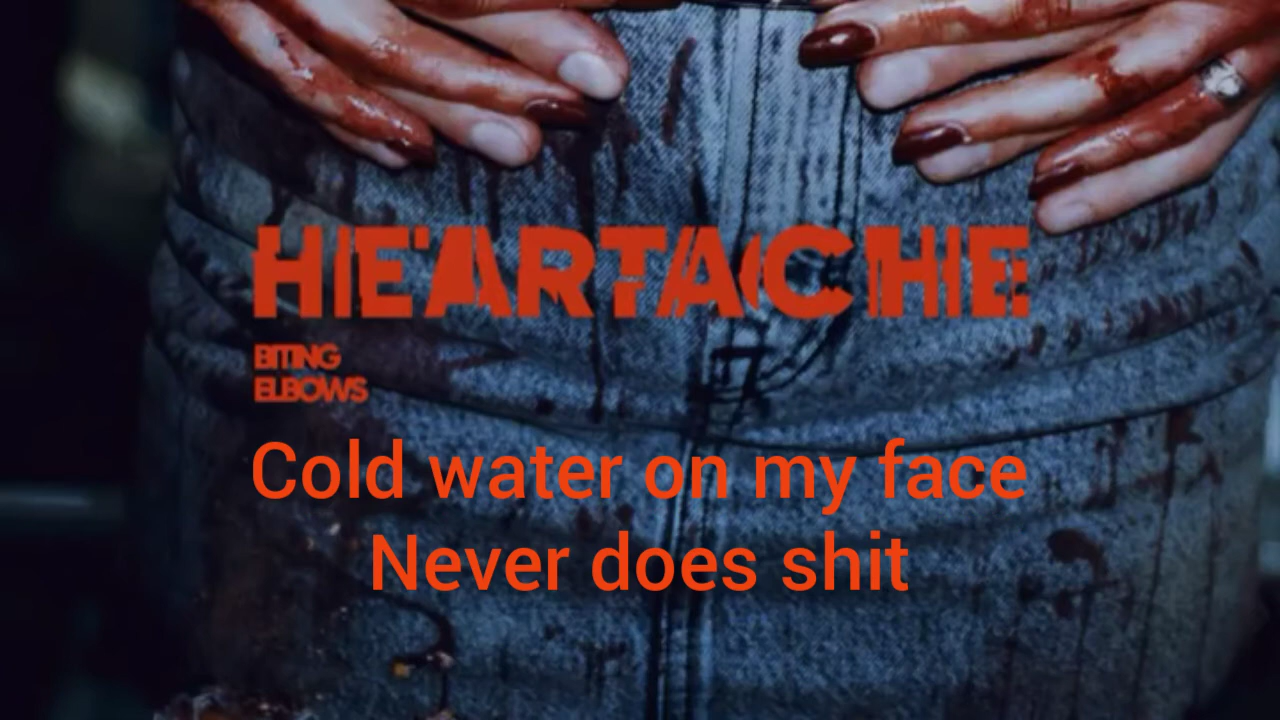 HEARTACHE
BITING
ELBOWS
Cold water on my face
Never does shit